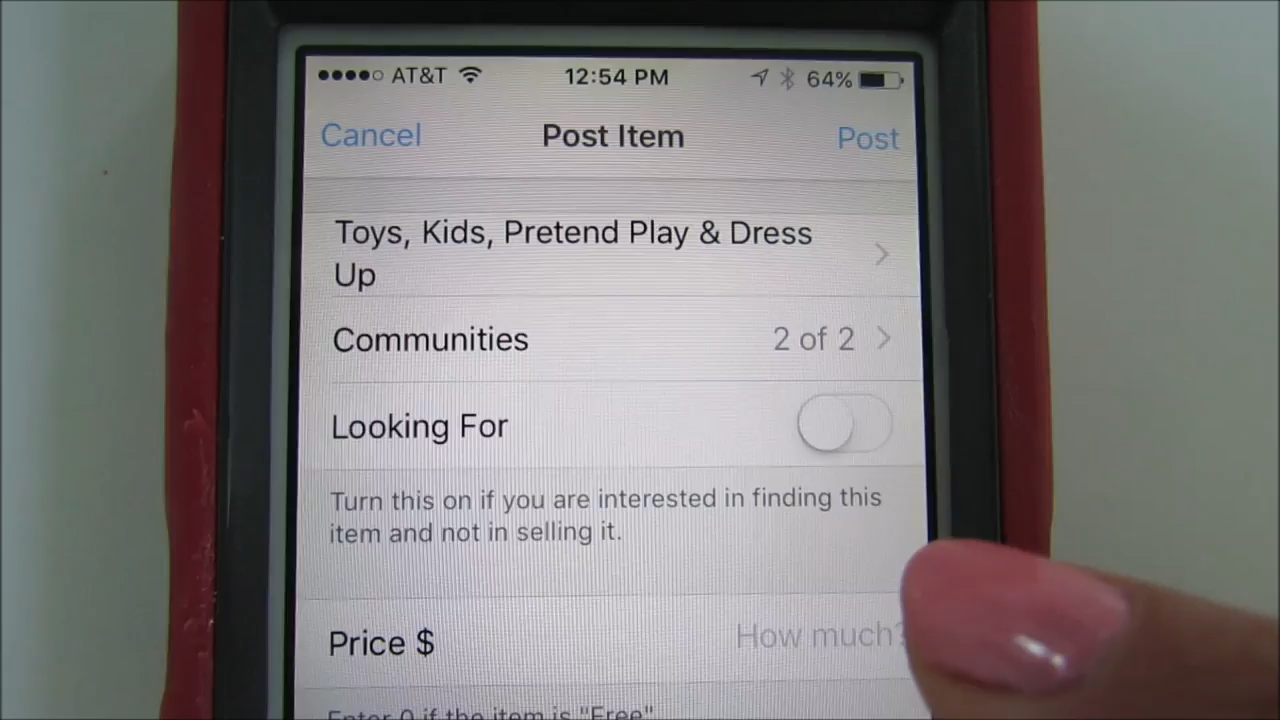 AT&T 12:54 PM 64%
Cancel Post Item Post
Toys, Kids, Pretend Play & Dress
Up
Communities 2 of 2
Looking For
Turn this on if you are interested in finding this
item and not in selling it.
Price $ How much?
Enter 0 if the item is "Free"